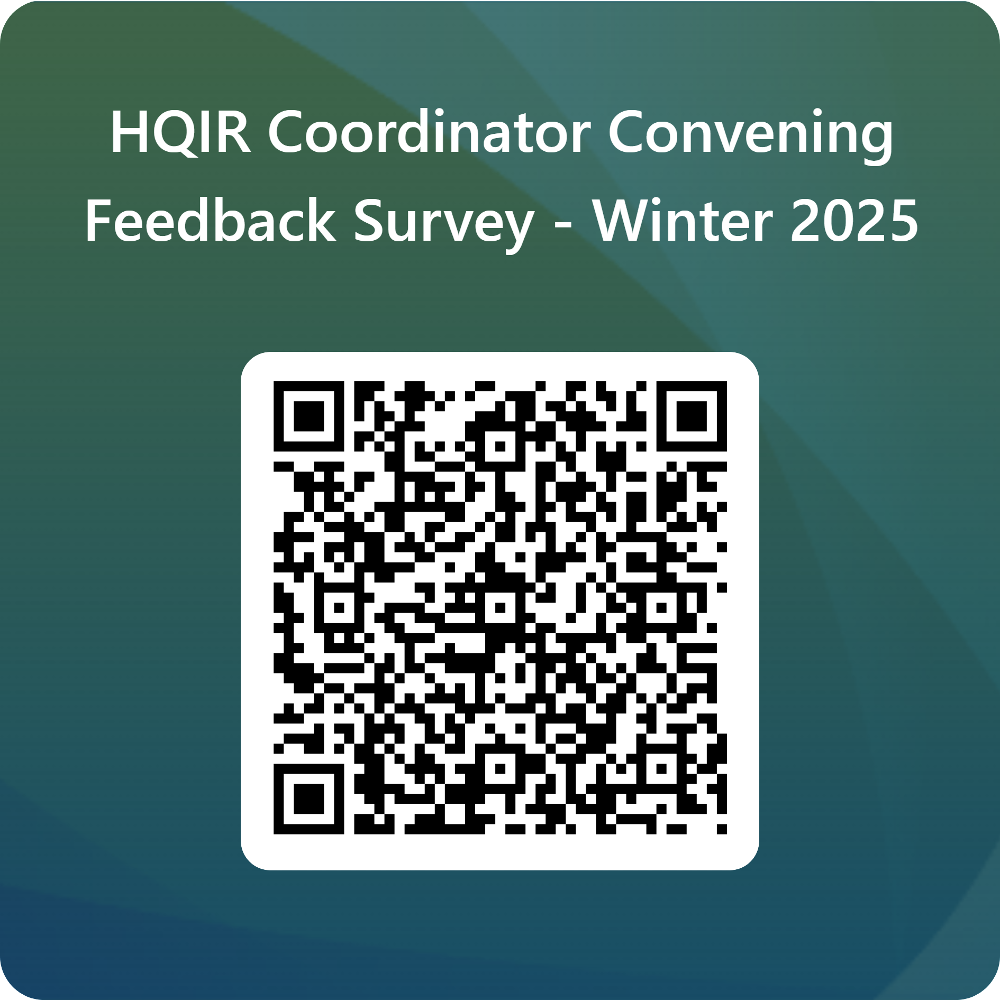 HQIR Coordinator Convening
Feedback Survey - Winter 2025